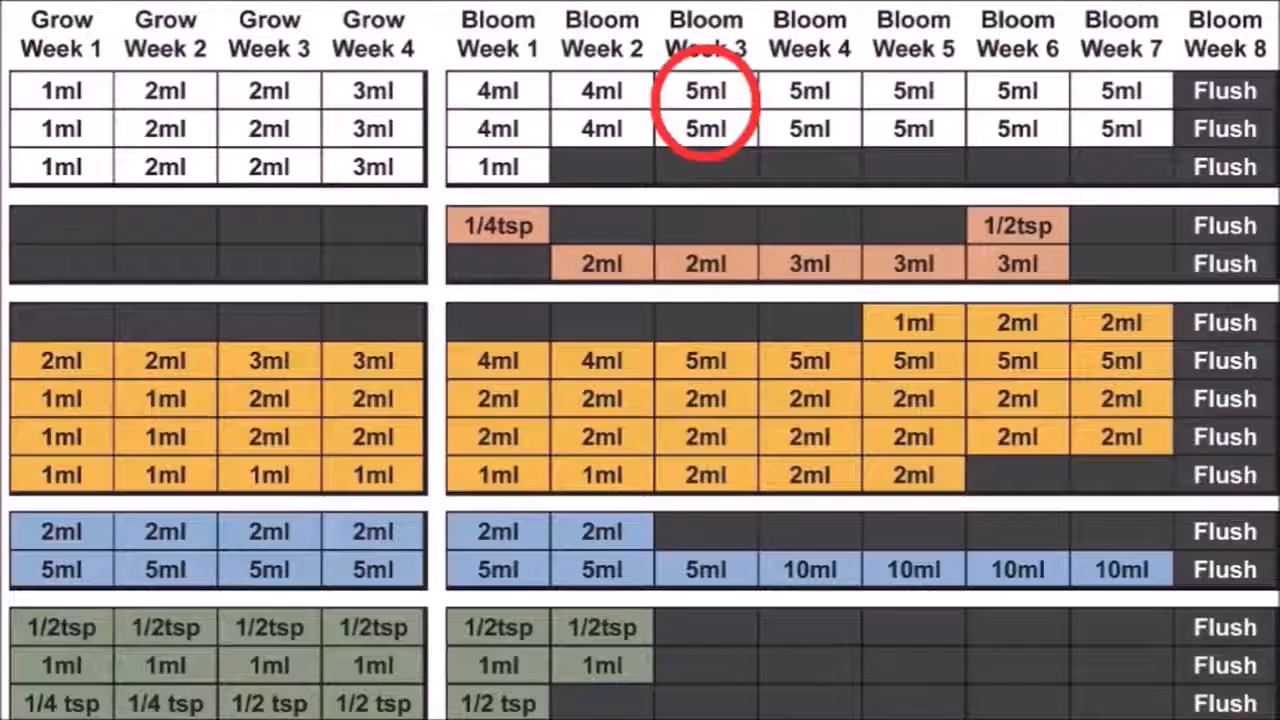 Grow Week 1 Grow Week 2 Grow Week 3 Grow Week 4 Bloom Week 1 Bloom Week 2 Bloom Week 3 Bloom Week 4 Bloom Week 5 Bloom Week 6 Bloom Week 7 Bloom Week 8
1ml 2ml 2ml 3ml 4ml 4ml 5ml 5ml 5ml 5ml 5ml Flush
1ml 2ml 2ml 3ml 4ml 4ml 5ml 5ml 5ml 5ml 5ml Flush
1ml 2ml 2ml 3ml 1ml Flush
1/4tsp 1/2tsp Flush
2ml 2ml 3ml 3ml 3ml Flush
1ml 2ml 2ml Flush
2ml 2ml 3ml 3ml 4ml 4ml 5ml 5ml 5ml 5ml 5ml Flush
1ml 1ml 2ml 2ml 2ml 2ml 2ml 2ml 2ml 2ml 2ml Flush
1ml 1ml 2ml 2ml 2ml 2ml 2ml 2ml 2ml 2ml 2ml Flush
1ml 1ml 1ml 1ml 1ml 1ml 2ml 2ml 2ml Flush
2ml 2ml 2ml 2ml 2ml 2ml Flush
5ml 5ml 5ml 5ml 5ml 5ml 5ml 10ml 10ml 10ml 10ml Flush
1/2tsp 1/2tsp 1/2tsp 1/2tsp 1/2tsp 1/2tsp Flush
1ml 1ml 1ml 1ml 1ml 1ml Flush
1/4 tsp 1/4 tsp 1/2 tsp 1/2 tsp 1/2 tsp Flush